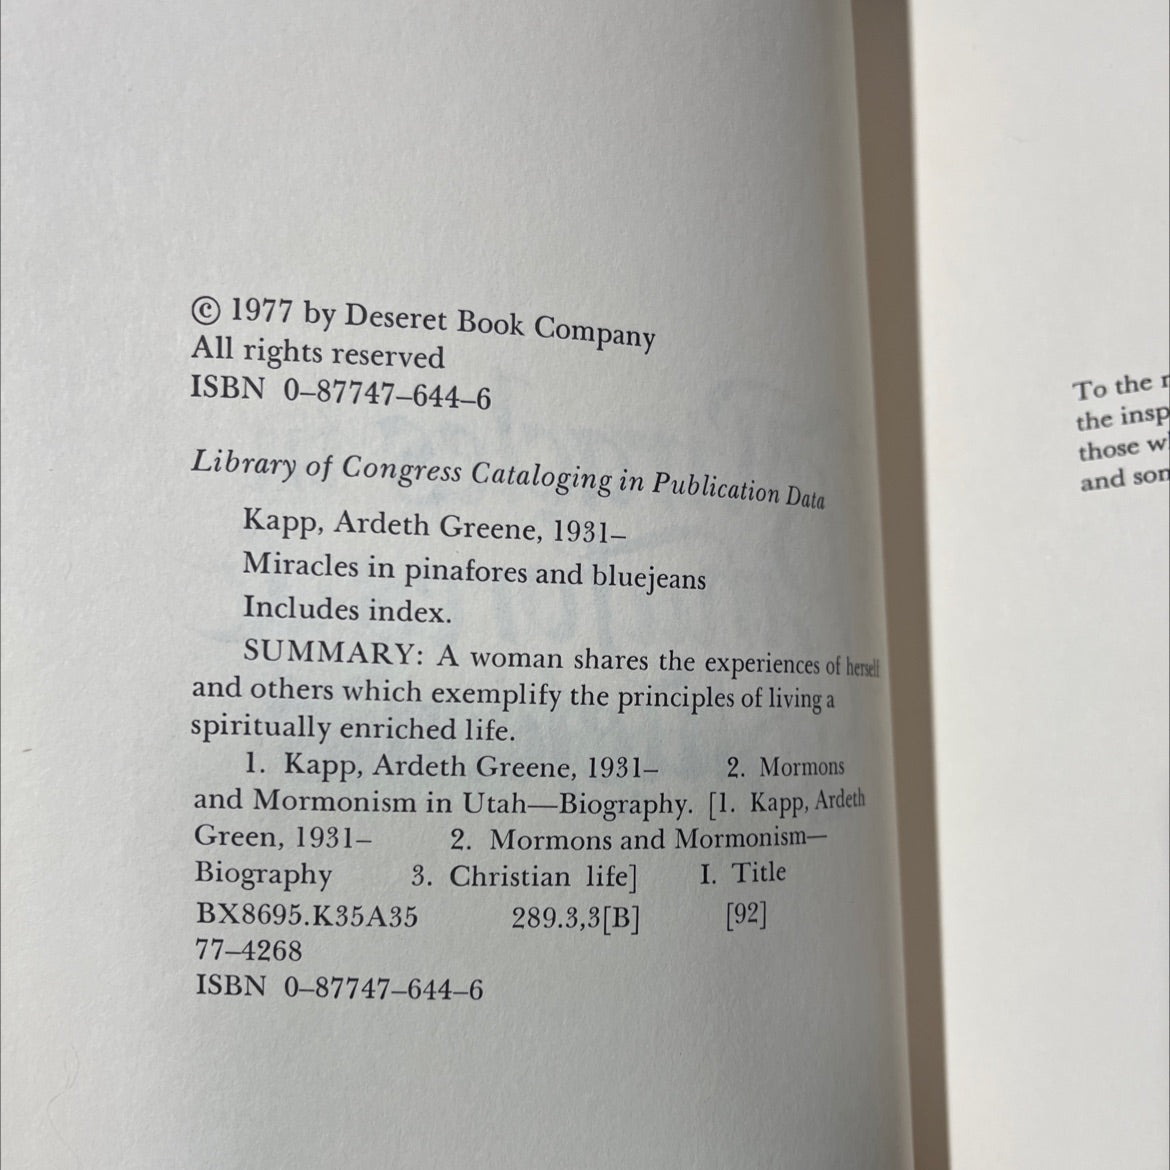 © 1977 by Deseret Book Company
All rights reserved
ISBN 0–87747–644–6
Library of Congress Cataloging in Publication Data
Kapp, Ardeth Greene, 1931–
Miracles in pinafores and bluejeans
Includes index.
SUMMARY: A woman shares the experiences of herself
and others which exemplify the principles of living a
spiritually enriched life.
1. Kapp, Ardeth Greene, 1931– 2. Mormons
and Mormonism in Utah—Biography. [1. Kapp, Ardeth
Green, 1931– 2. Mormons and Mormonism—
Biography 3. Christian life] I. Title
BX8695.K35A35 289.3,3[B] [92]
77–4268
ISBN 0–87747–644–6
To the
the
those
and